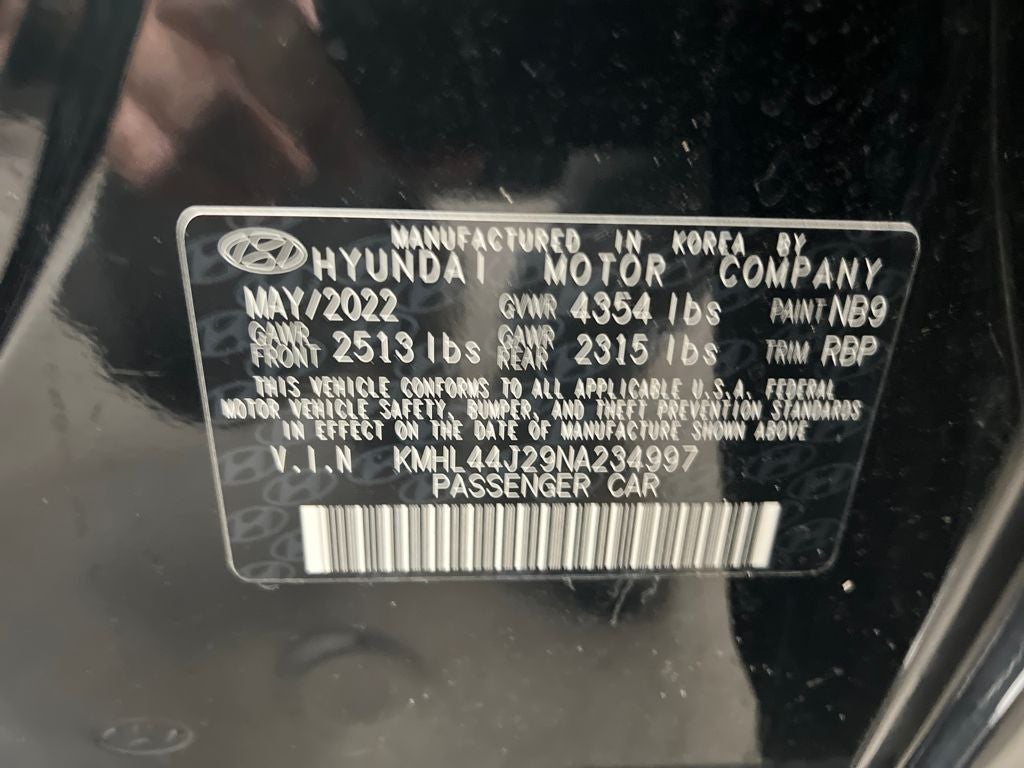 MANUFACTURED IN KOREA BY
HYUNDAI MOTOR COMPANY
MAY/2022 GVWR 4354 lbs PAINT NB9
GAWR FRONT 2513 lbs GAWR REAR 2315 lbs TRIM RBP
THIS VEHICLE CONFORMS TO ALL APPLICABLE U.S.A. FEDERAL
MOTOR VEHICLE SAFETY, BUMPER, AND THEFT PREVENTION STANDARDS
IN EFFECT ON THE DATE OF MANUFACTURE SHOWN ABOVE
V.I.N KMHL44J29NA234997
PASSENGER CAR